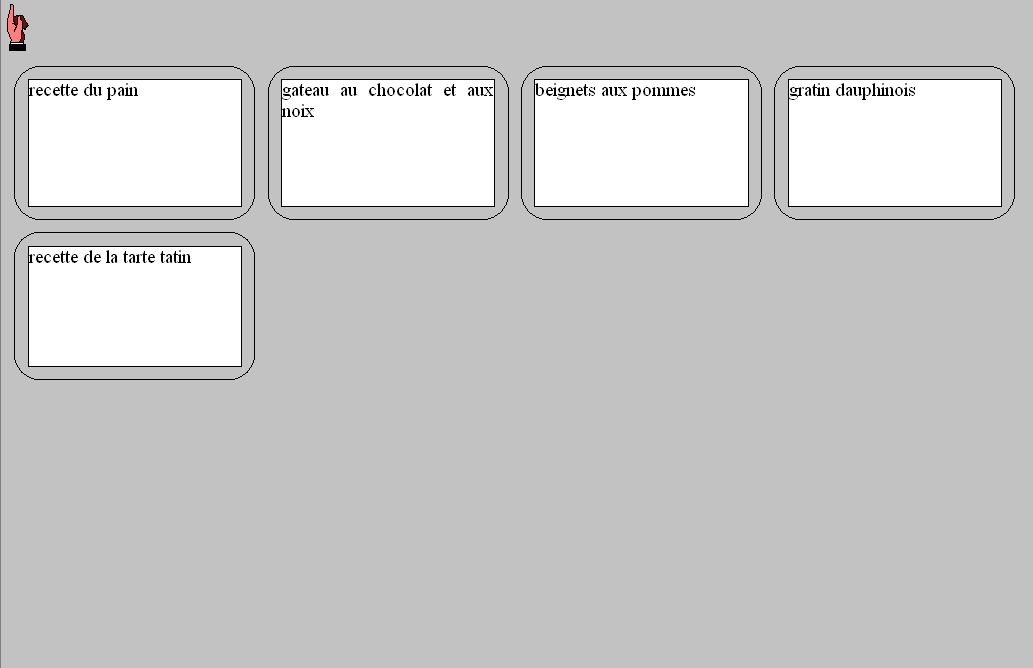 recette du pain
gateau au chocolat et aux
noix
beignets aux pommes
gratin dauphinois
recette de la tarte tatin